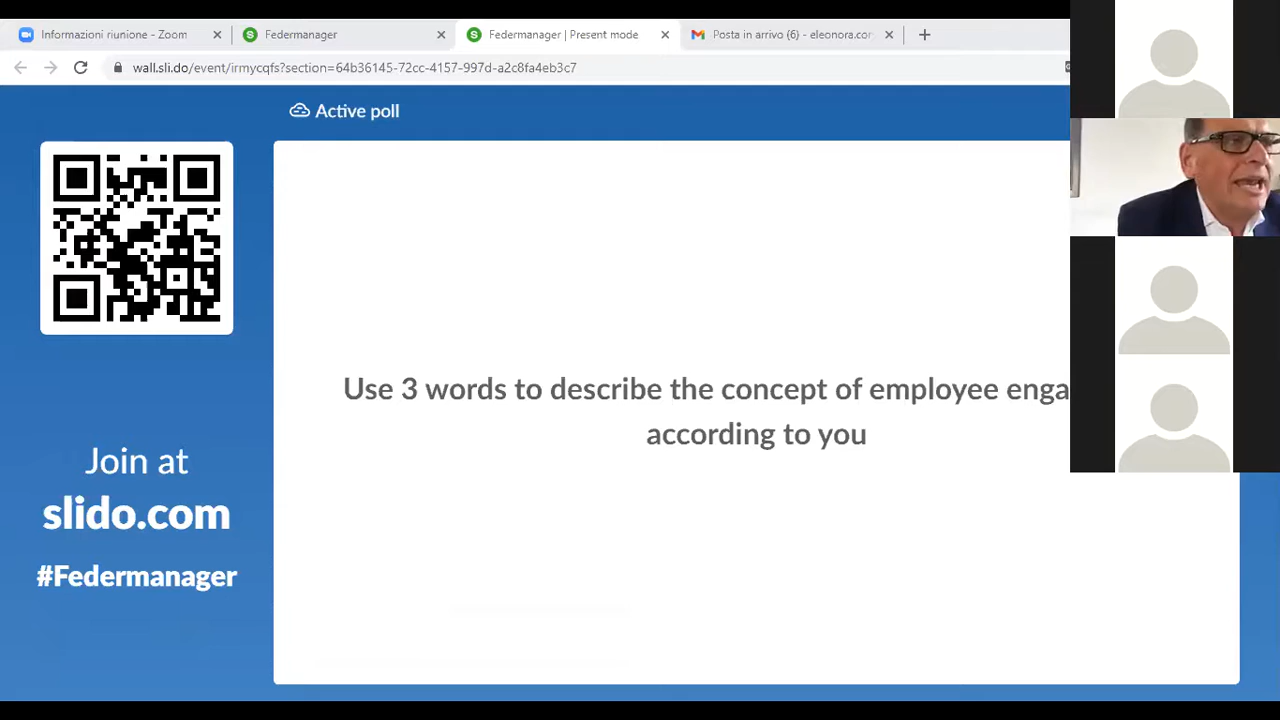 Informazioni riunione - Zoom
Federmanager
Federmanager | Present mode
Posta in arrivo (6) - eleonora.cor
wall.sli.do/event/irmycqfs?section=64b36145-72cc-4157-997d-a2c8fa4eb3c7
Active poll
Use 3 words to describe the concept of employee enga
according to you
Join at
slido.com
#Federmanager